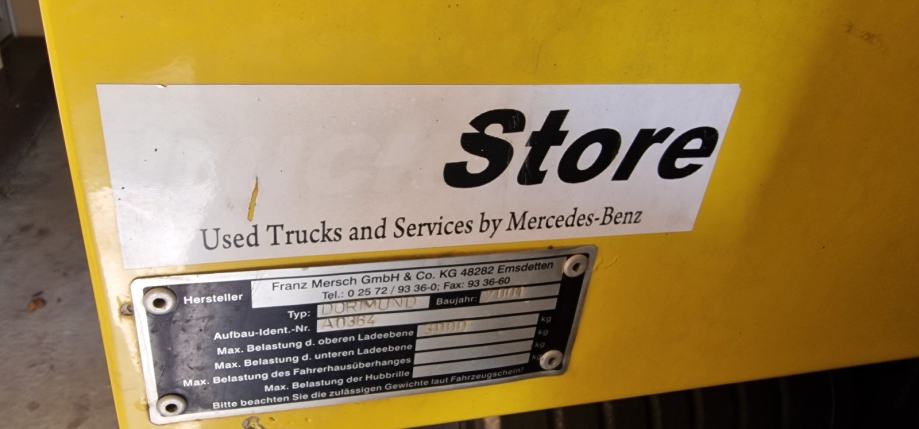 Store
Used Trucks and Services by Mercedes-Benz
Hersteller Franz Mersch GmbH & Co. KG 48282 Emsdetten
Tel.: 0 25 72 / 93 36-0; Fax: 93 36-60
Typ: DORTMUND Baujahr: 2000
Aufbau-Ident.-Nr. A0364
Max. Belastung d. oberen Ladeebene 3000 kg
Max. Belastung d. unteren Ladeebene kg
Max. Belastung des Fahrerhausüberhanges kg
Max. Belastung der Hubbrille kg
Bitte beachten Sie die zulässigen Gewichte laut Fahrzeugschein!